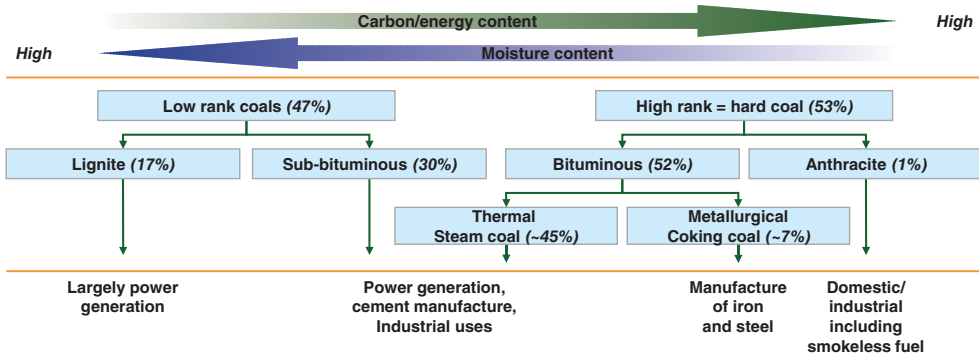 Carbon/energy content
High
High
Moisture content
Low rank coals (47%)
High rank = hard coal (53%)
Lignite (17%)
Sub-bituminous (30%)
Bituminous (52%)
Anthracite (1%)
Thermal
Steam coal (~45%)
Metallurgical
Coking coal (~7%)
Largely power
generation
Power generation,
cement manufacture,
Industrial uses
Manufacture
of iron
and steel
Domestic/
industrial
including
smokeless fuel